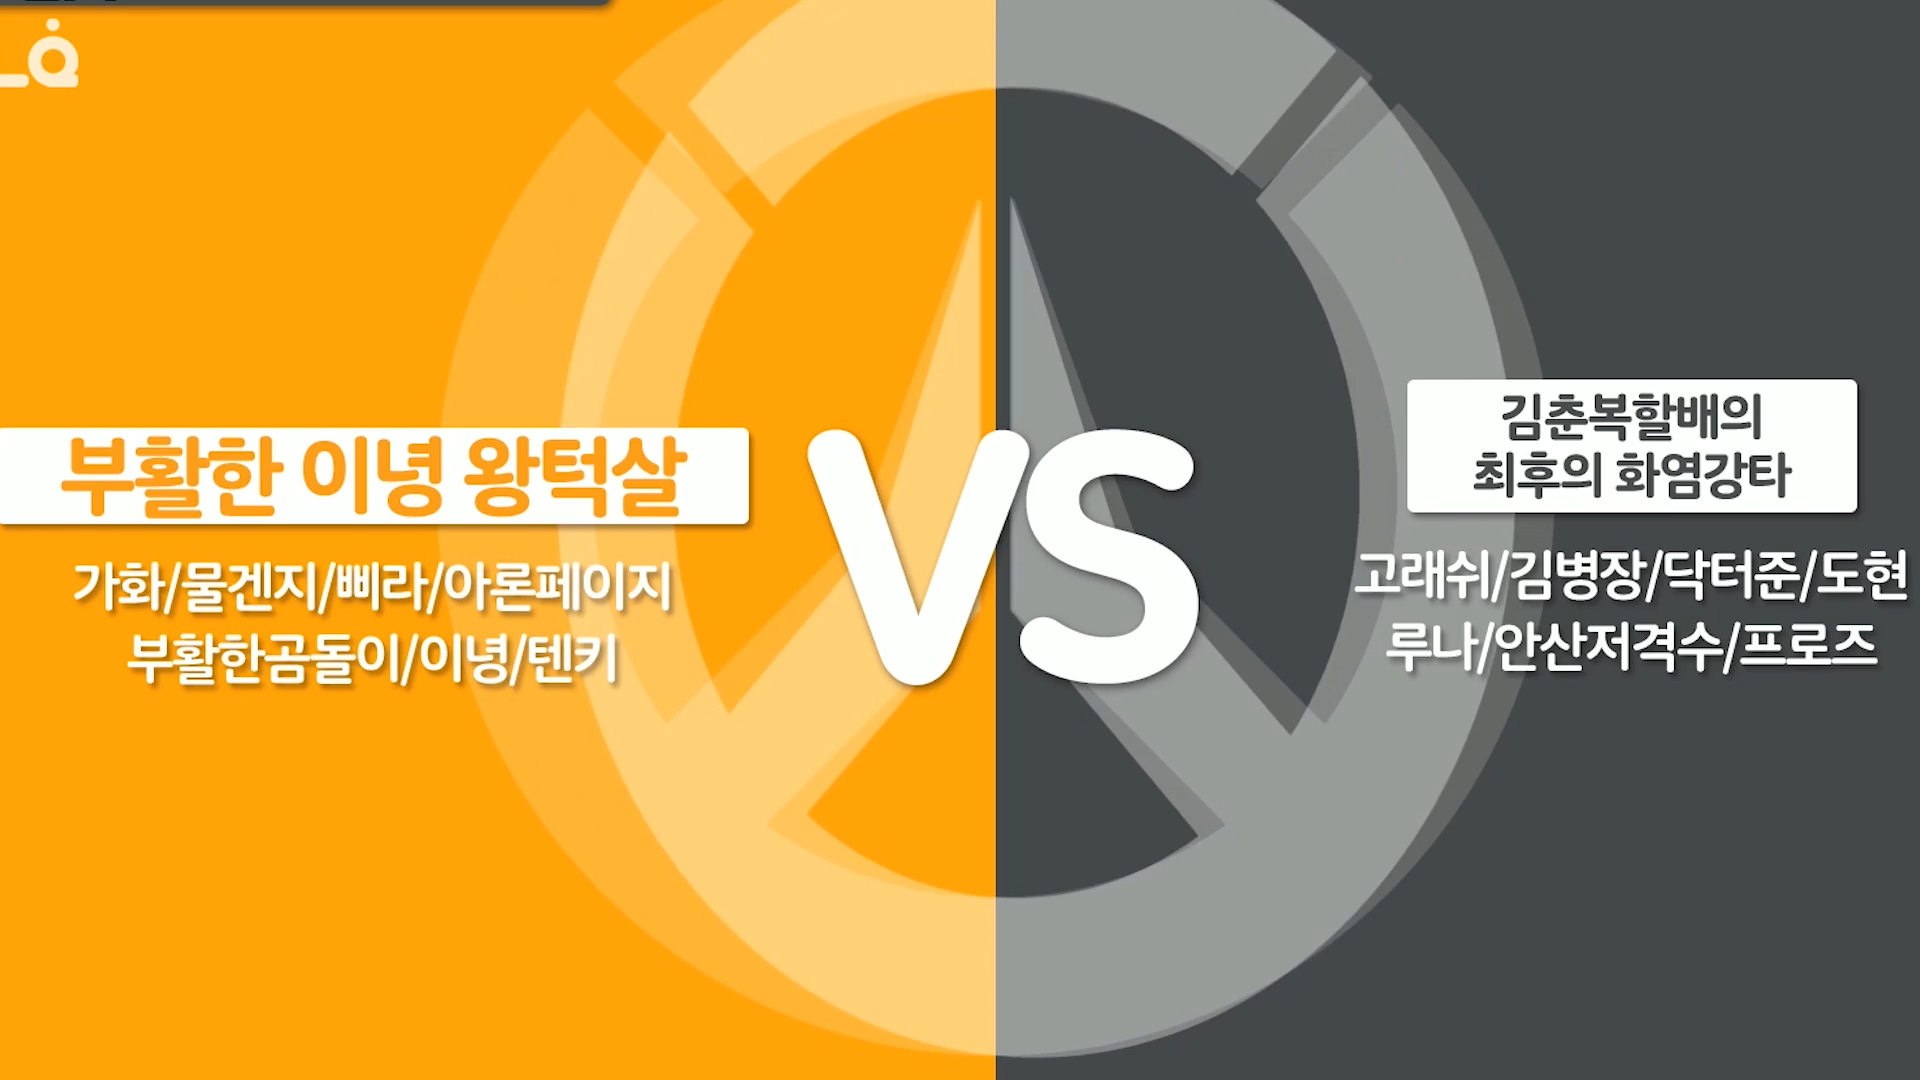 부활한 이녕 왕턱살
가화/물겐지/삐라/아론페이지
부활한곰돌이/이녕/텐키
VS
김춘복할배의
최후의 화염강타
고래쉬/김병장/닥터준/도현
루나/안산저격수/프로즈